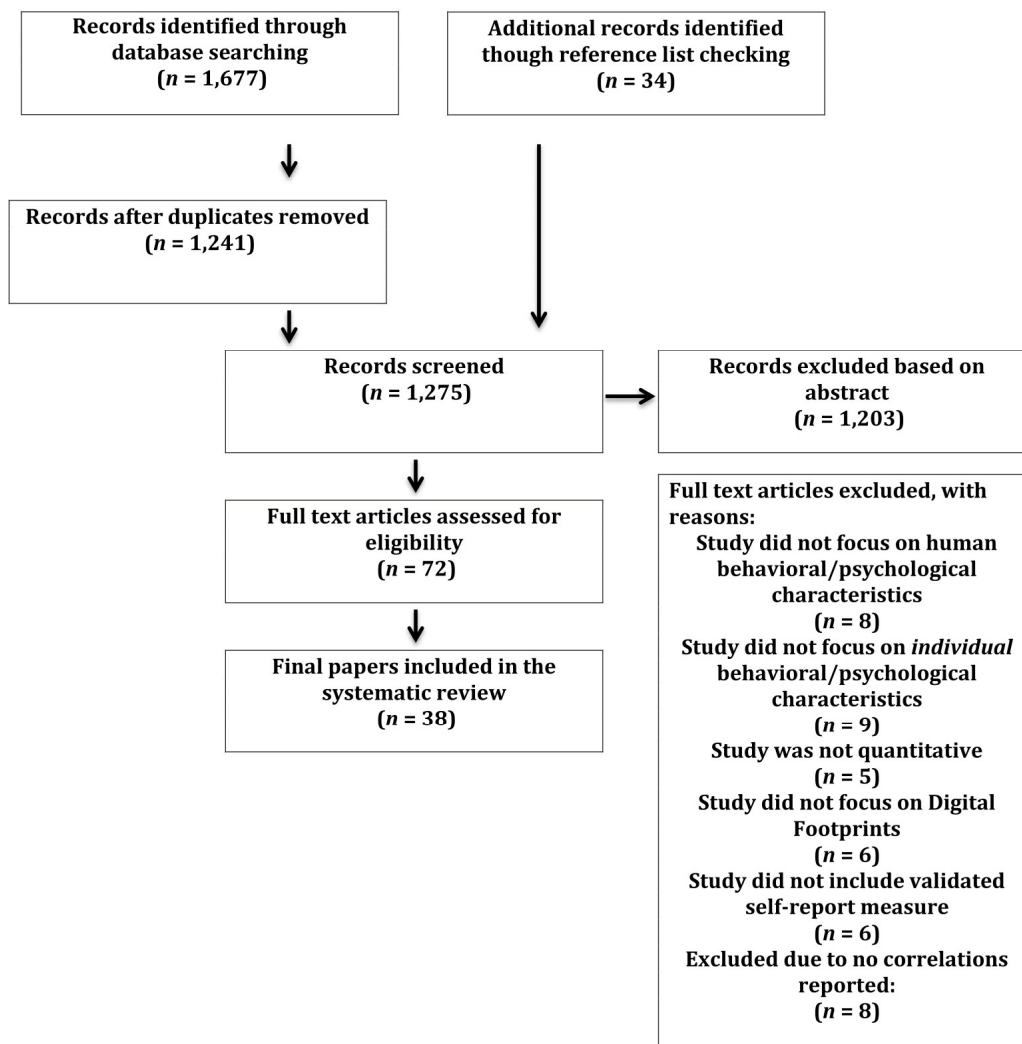 Records identified through
database searching
(n = 1,677)
Additional records identified
though reference list checking
(n = 34)
Records after duplicates removed
(n = 1,241)
Records screened
(n = 1,275)
Records excluded based on
abstract
(n = 1,203)
Full text articles assessed for
eligibility
(n = 72)
Full text articles excluded, with
reasons:
Study did not focus on human
behavioral/psychological
characteristics
(n = 8)
Study did not focus on individual
behavioral/psychological
characteristics
(n = 9)
Study was not quantitative
(n = 5)
Study did not focus on Digital
Footprints
(n = 6)
Study did not include validated
self-report measure
(n = 6)
Excluded due to no correlations
reported:
(n = 8)
Final papers included in the
systematic review
(n = 38)